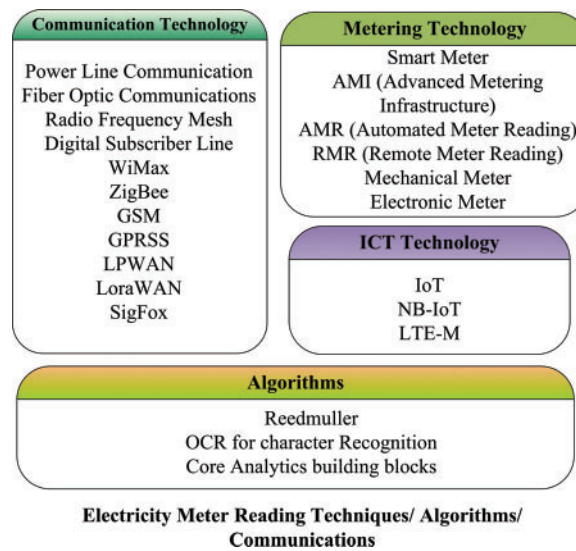 Communication Technology
Power Line Communication
Fiber Optic Communications
Radio Frequency Mesh
Digital Subscriber Line
WiMax
ZigBee
GSM
GPRSS
LPWAN
LoraWAN
SigFox
Metering Technology
Smart Meter
AMI (Advanced Metering
Infrastructure)
AMR (Automated Meter Reading)
RMR (Remote Meter Reading)
Mechanical Meter
Electronic Meter
ICT Technology
IoT
NB-IoT
LTE-M
Algorithms
Reedmuller
OCR for character Recognition
Core Analytics building blocks
Electricity Meter Reading Techniques/ Algorithms/
Communications